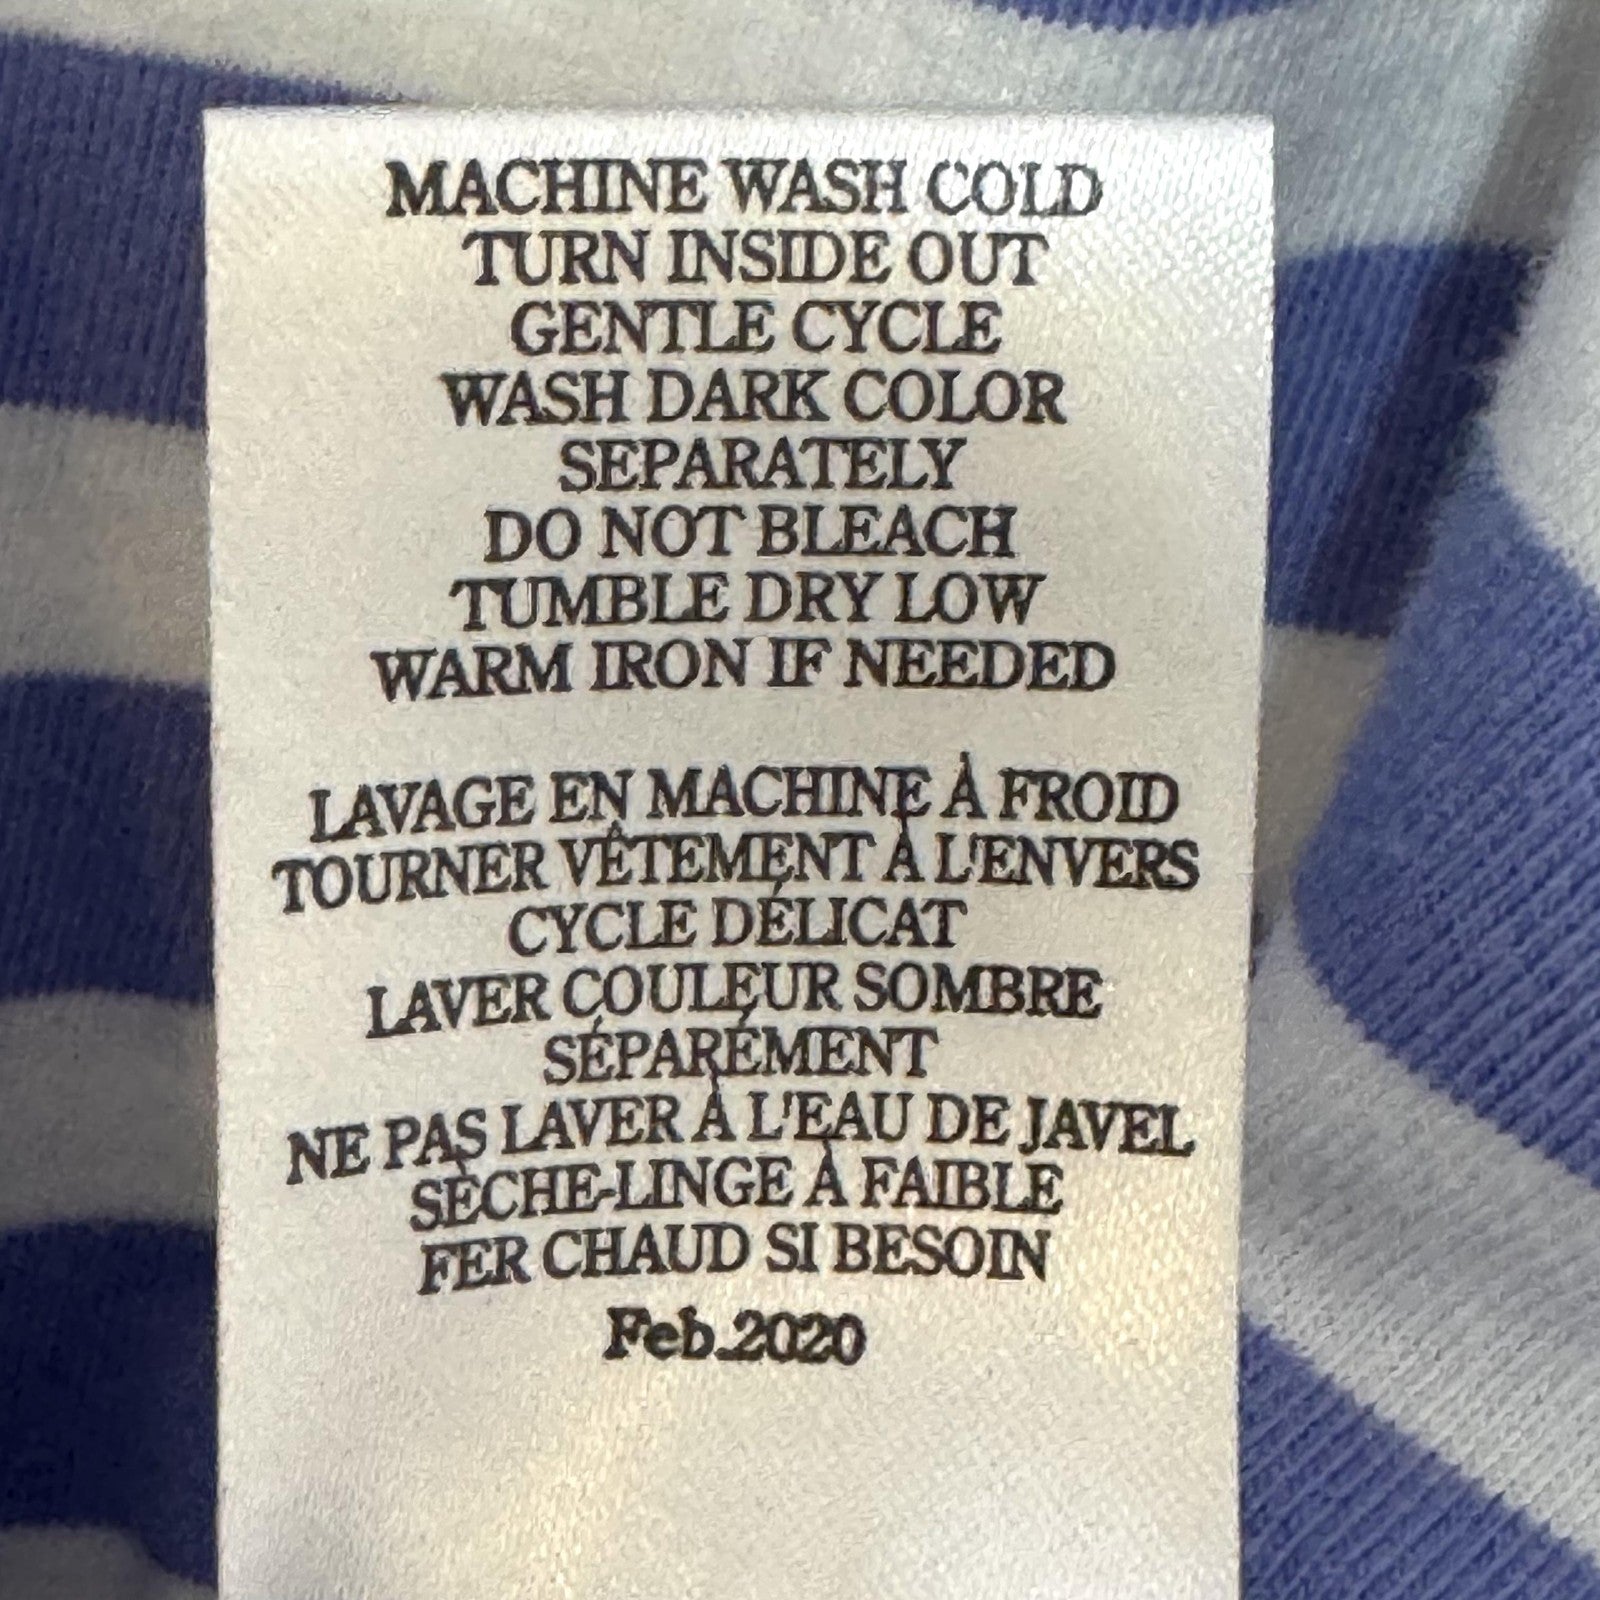 MACHINE WASH COLD
TURN INSIDE OUT
GENTLE CYCLE
WASH DARK COLOR
SEPARATELY
DO NOT BLEACH
TUMBLE DRY LOW
WARM IRON IF NEEDED
LAVAGE EN MACHINE À FROID
TOURNER VÊTEMENT À L'ENVERS
CYCLE DÉLICAT
LAVER COULEUR SOMBRE
SÉPARÉMENT
NE PAS LAVER À L'EAU DE JAVEL
SÈCHE-LINGE À FAIBLE
FER CHAUD SI BESOIN
Feb.2020